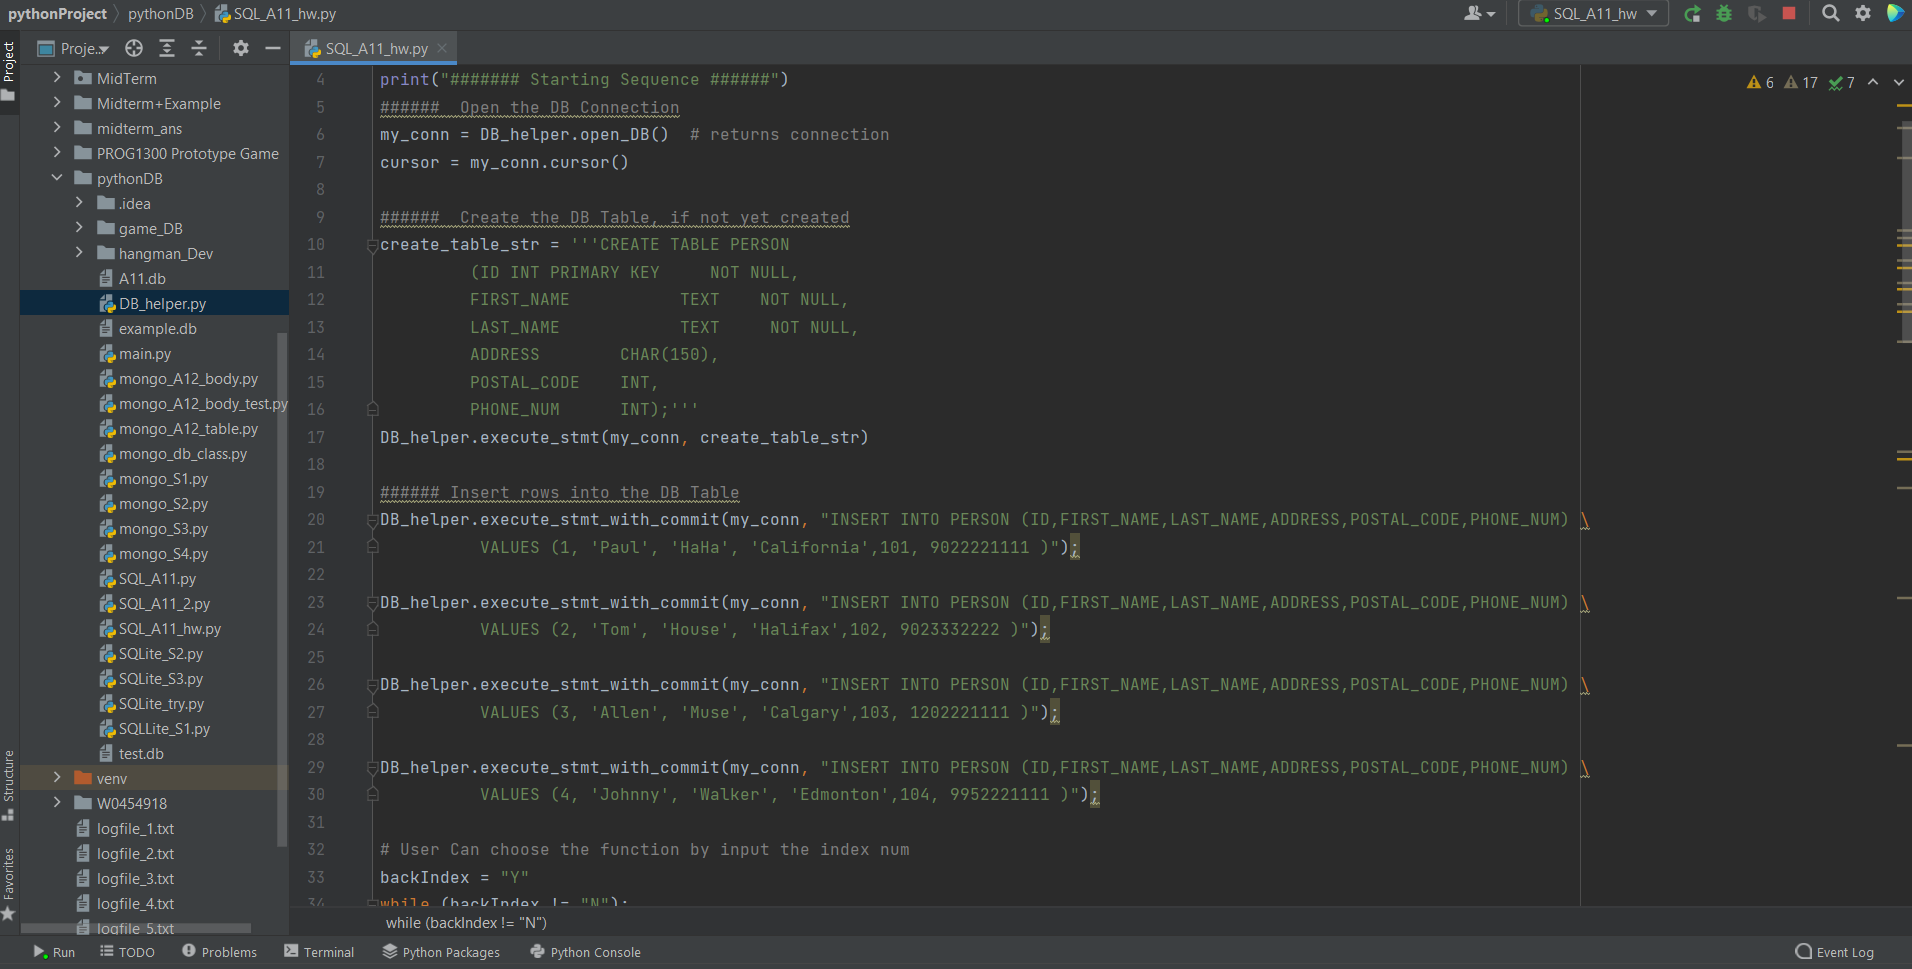 pythonProject pythonDB SQL_A11_hw.py
SQL_A11_hw
Project
Proje...
SQL_A11_hw.py
6 17 7
MidTerm
Midterm+Example
midterm_ans
PROG1300 Prototype Game
pythonDB
.idea
game_DB
hangman_Dev
A11.db
DB_helper.py
example.db
main.py
mongo_A12_body.py
mongo_A12_body_test.py
mongo_A12_table.py
mongo_db_class.py
mongo_S1.py
mongo_S2.py
mongo_S3.py
mongo_S4.py
SQL_A11.py
SQL_A11_2.py
SQL_A11_hw.py
SQLite_S2.py
SQLite_S3.py
SQLite_try.py
SQLLite_S1.py
test.db
venv
W0454918
logfile_1.txt
logfile_2.txt
logfile_3.txt
logfile_4.txt
logfile_5.txt
Structure
Favorites
4 print("####### Starting Sequence ######")
5 ######  Open the DB Connection
6 my_conn = DB_helper.open_DB()  # returns connection
7 cursor = my_conn.cursor()
8
9 ######  Create the DB Table, if not yet created
10 create_table_str = '''CREATE TABLE PERSON
11          (ID INT PRIMARY KEY     NOT NULL,
12          FIRST_NAME           TEXT    NOT NULL,
13          LAST_NAME            TEXT     NOT NULL,
14          ADDRESS        CHAR(150),
15          POSTAL_CODE    INT,
16          PHONE_NUM      INT);'''
17 DB_helper.execute_stmt(my_conn, create_table_str)
18
19 ###### Insert rows into the DB Table
20 DB_helper.execute_stmt_with_commit(my_conn, "INSERT INTO PERSON (ID,FIRST_NAME,LAST_NAME,ADDRESS,POSTAL_CODE,PHONE_NUM) \
21           VALUES (1, 'Paul', 'HaHa', 'California',101, 9022221111 )");
22
23 DB_helper.execute_stmt_with_commit(my_conn, "INSERT INTO PERSON (ID,FIRST_NAME,LAST_NAME,ADDRESS,POSTAL_CODE,PHONE_NUM) \
24           VALUES (2, 'Tom', 'House', 'Halifax',102, 9023332222 )");
25
26 DB_helper.execute_stmt_with_commit(my_conn, "INSERT INTO PERSON (ID,FIRST_NAME,LAST_NAME,ADDRESS,POSTAL_CODE,PHONE_NUM) \
27           VALUES (3, 'Allen', 'Muse', 'Calgary',103, 1202221111 )");
28
29 DB_helper.execute_stmt_with_commit(my_conn, "INSERT INTO PERSON (ID,FIRST_NAME,LAST_NAME,ADDRESS,POSTAL_CODE,PHONE_NUM) \
30           VALUES (4, 'Johnny', 'Walker', 'Edmonton',104, 9952221111 )");
31
32 # User Can choose the function by input the index num
33 backIndex = "Y"
34 while (backIndex != "N"):
while (backIndex != "N")
Run TODO Problems Terminal Python Packages Python Console Event Log